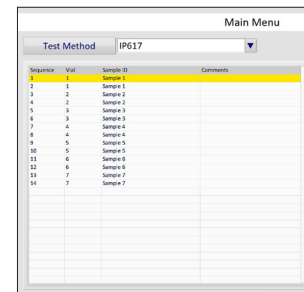 Main Menu
Test Method IP617
Sequence Vial Sample ID Comments
1 1 Sample 1
2 1 Sample 1
3 2 Sample 2
4 2 Sample 2
5 3 Sample 3
6 3 Sample 3
7 4 Sample 4
8 4 Sample 4
9 5 Sample 5
10 5 Sample 5
11 6 Sample 6
12 6 Sample 6
13 7 Sample 7
14 7 Sample 7